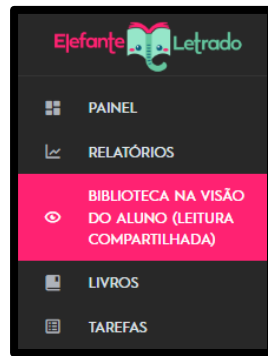 Elefante Letrado
PAINEL
RELATÓRIOS
BIBLIOTECA NA VISÃO
DO ALUNO (LEITURA
COMPARTILHADA)
LIVROS
TAREFAS